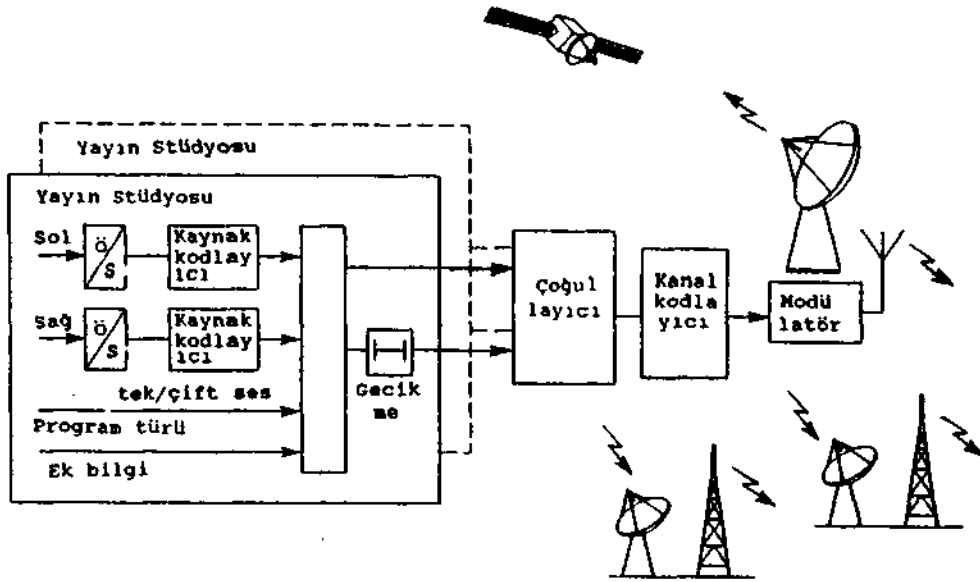 Yayın Stüdyosu
Yayın Stüdyosu
Sol
Ö
S
Kaynak
kodlay
ıcı
Sağ
Ö
S
Kaynak
kodlay
ıcı
tek/çift ses
Program türü
Ek bilgi
Gecik
me
Çoğul
layıcı
Kanal
kodla
yıcı
Modü
latör